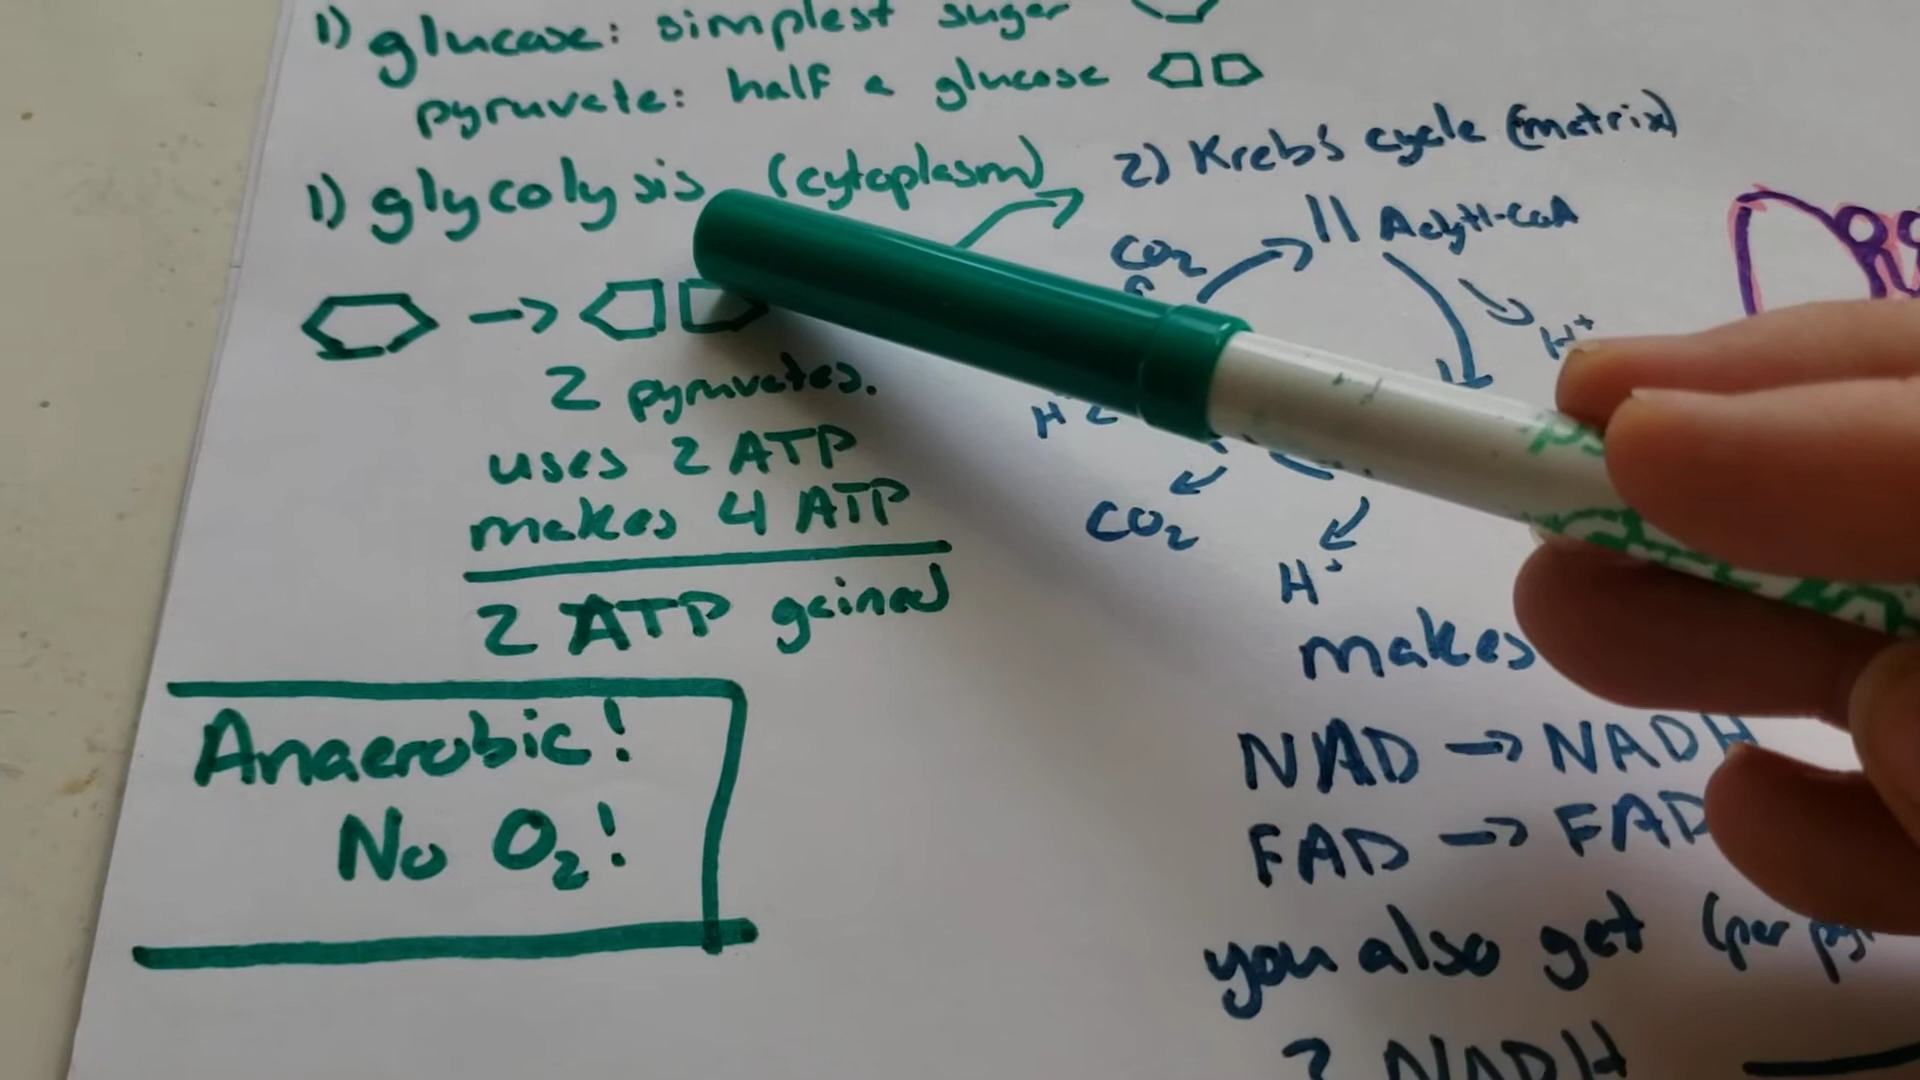 1) glucose: simplest sugar
pyruvate: half a glucose
1) glycolysis (cytoplasm)
2 pyruvates.
uses 2 ATP
makes 4 ATP
2 ATP gained
Anaerobic!
No O2!
2) Kreb's cycle (matrix)
CO2
H+
H
CO2
H+
makes
NAD → NADH
FAD → FAD
you also get (per
NADH